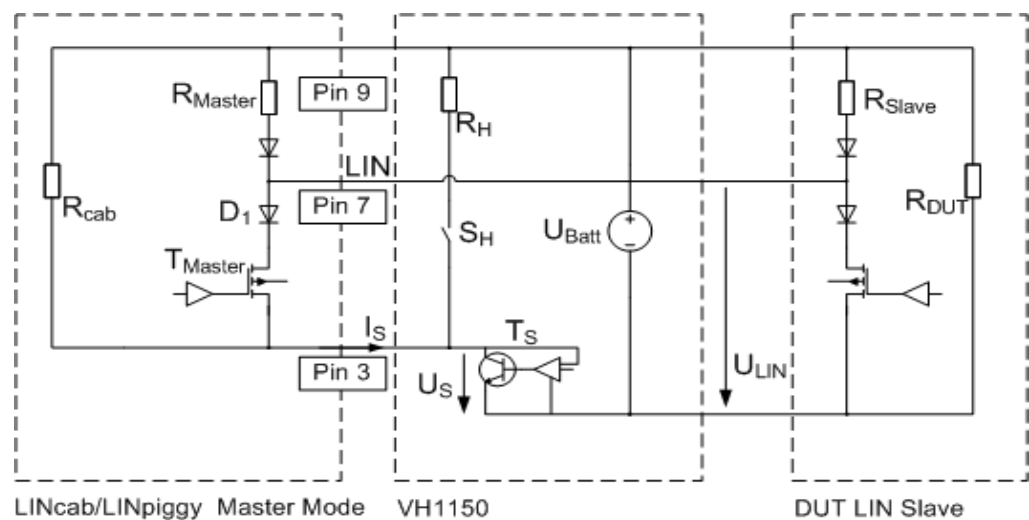 R_Master
Pin 9
R_H
R_Slave
LIN
R_cab
D_1
Pin 7
S_H
U_Batt
R_DUT
T_Master
I_S
T_S
Pin 3
U_S
U_LIN
LINcab/LINpiggy Master Mode
VH1150
DUT LIN Slave